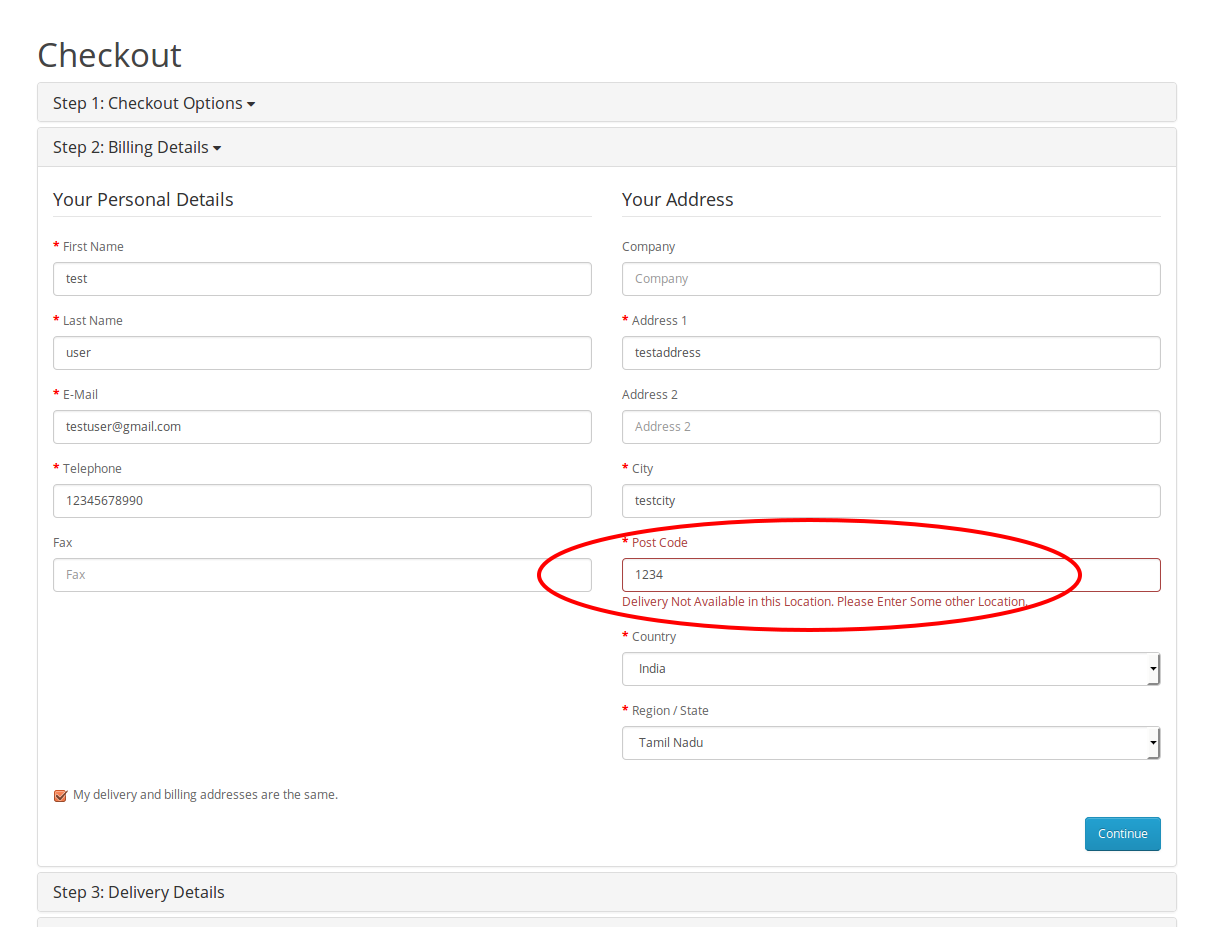 Checkout
Step 1: Checkout Options
Step 2: Billing Details
Your Personal Details
* First Name
test
* Last Name
user
* E-Mail
testuser@gmail.com
* Telephone
12345678990
Fax
Fax
Your Address
Company
Company
* Address 1
testaddress
Address 2
Address 2
* City
testcity
* Post Code
1234
Delivery Not Available in this Location. Please Enter Some other Location.
* Country
India
* Region / State
Tamil Nadu
My delivery and billing addresses are the same.
Continue
Step 3: Delivery Details